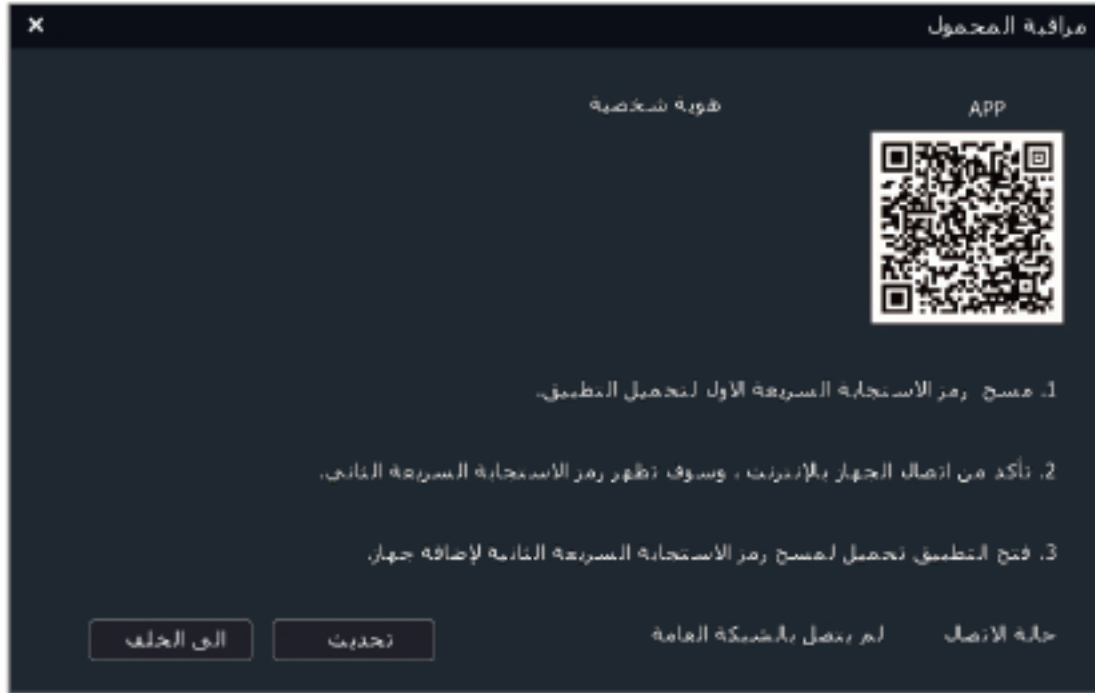 مراقبة المحمول
APP
هوية شخصية
1. مسح رمز الاستجابة السريعة الاول لتحميل التطبيق.
2. تأكد من اتصال الجهاز بالإنترنت ، وسوف تظهر رمز الاستجابة السريعة الثاني.
3. فتح التطبيق تحميل لمسح رمز الاستجابة السريعة الثانية لإضافة جهاز.
حالة الاتصال لم يتصل بالشبكة العامة
تحديث
الى الخلف